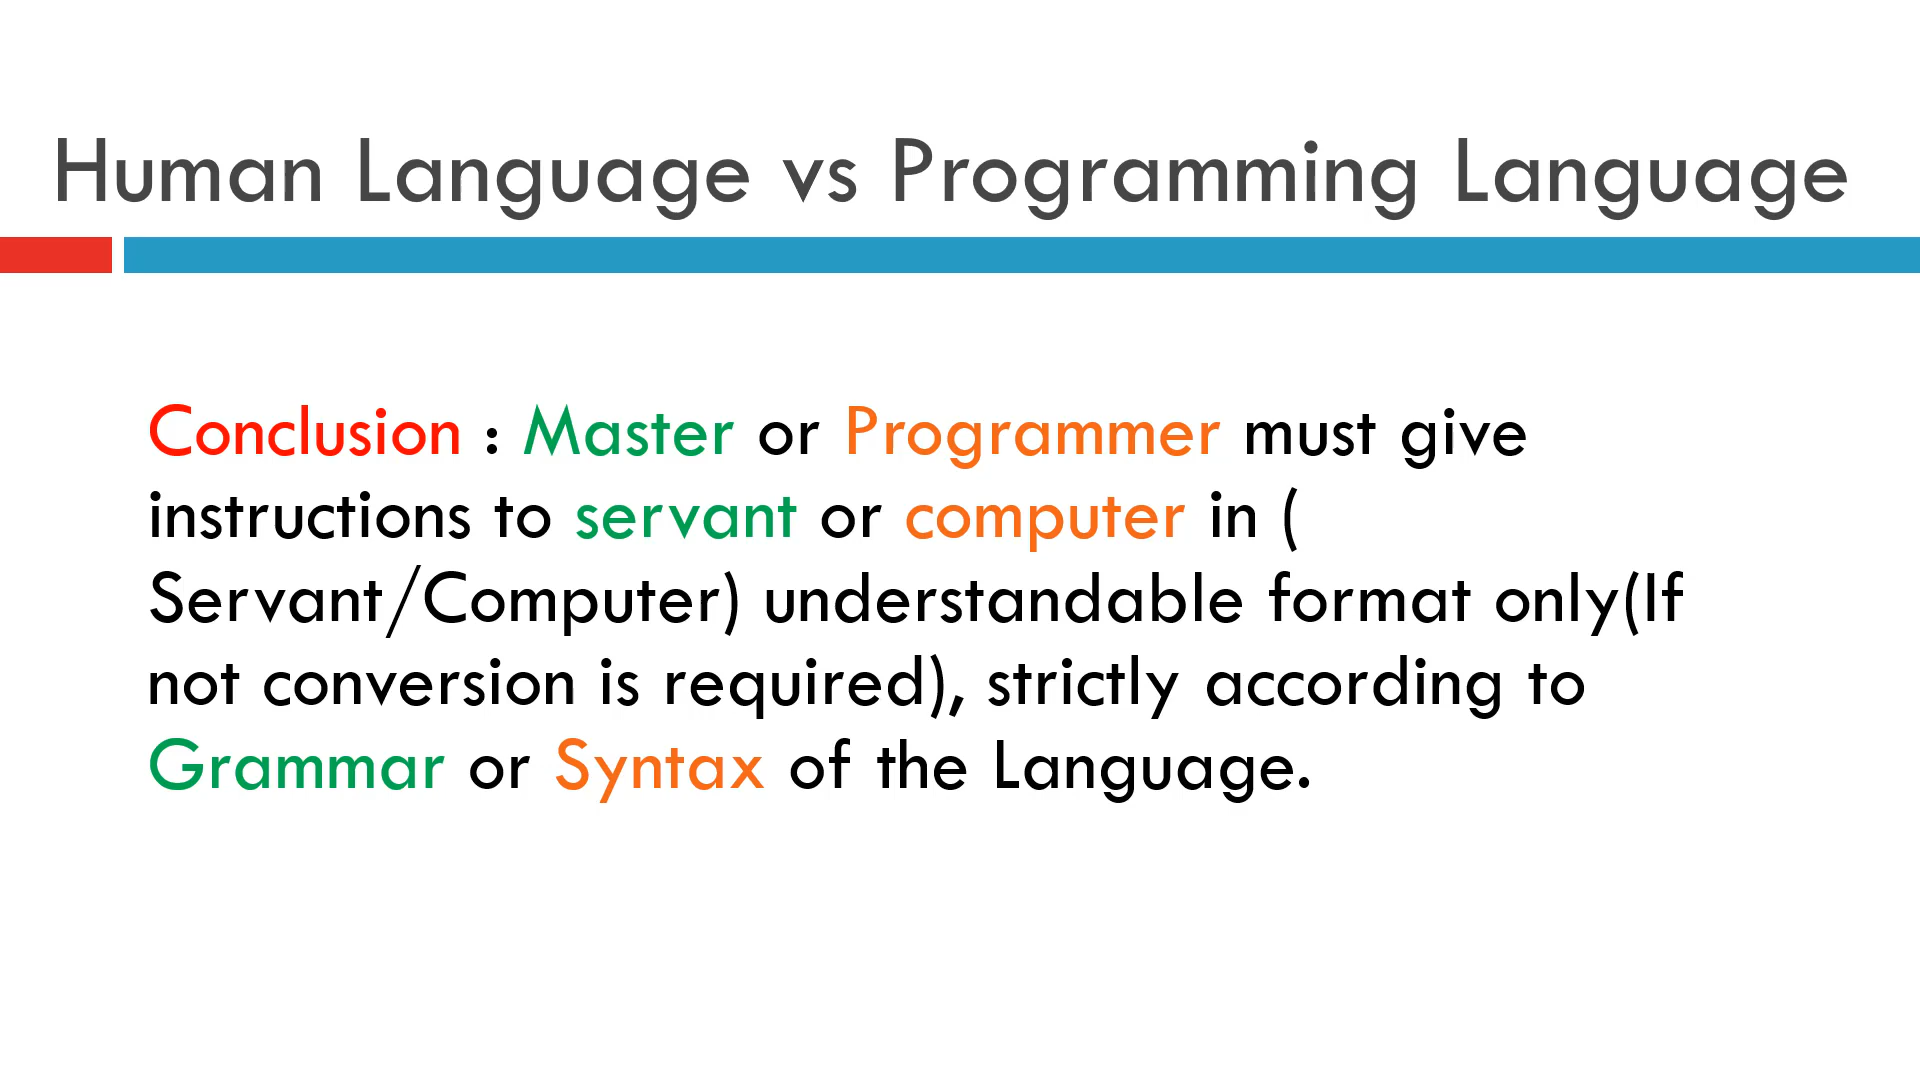 Human Language vs Programming Language
Conclusion : Master or Programmer must give
instructions to servant or computer in (
Servant/Computer) understandable format only(If
not conversion is required), strictly according to
Grammar or Syntax of the Language.